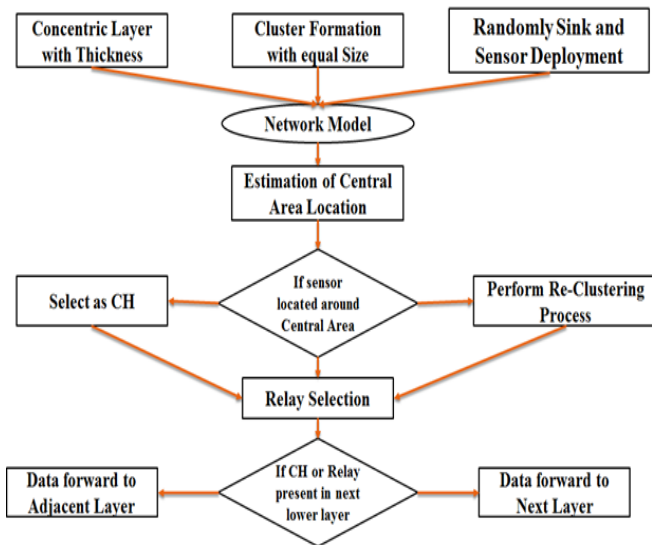 Concentric Layer
with Thickness
Cluster Formation
with equal Size
Randomly Sink and
Sensor Deployment
Network Model
Estimation of Central
Area Location
If sensor
located around
Central Area
Select as CH
Perform Re-Clustering
Process
Relay Selection
If CH or Relay
present in next
lower layer
Data forward to
Adjacent Layer
Data forward to
Next Layer